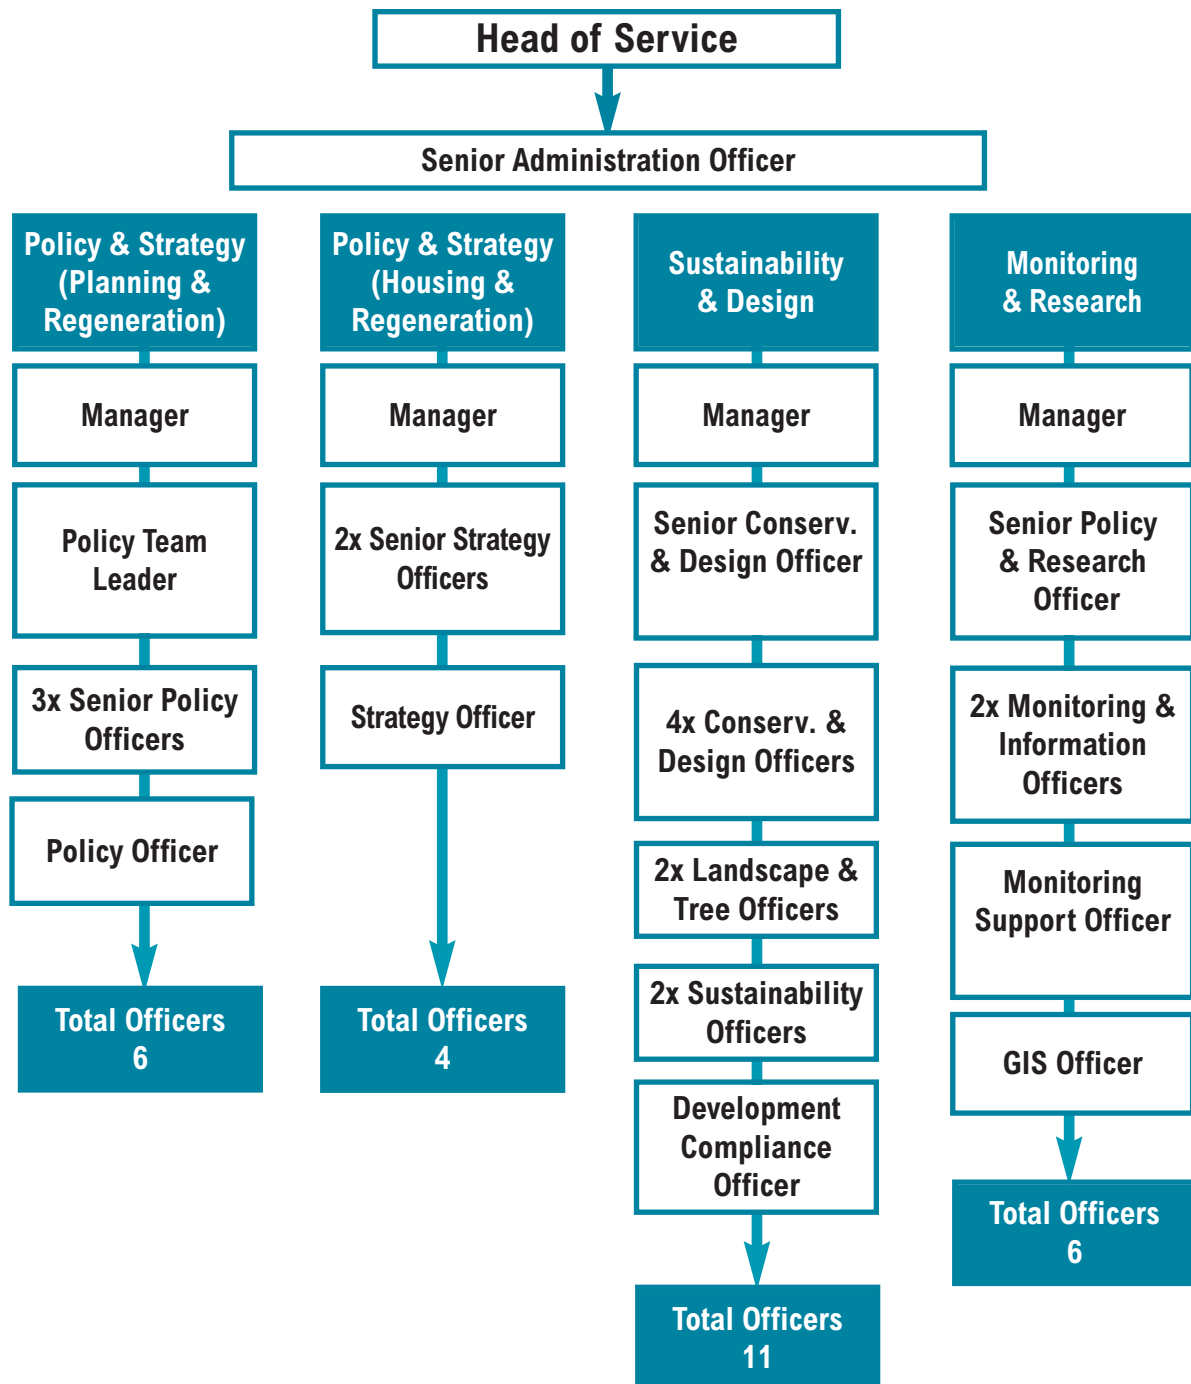 Head of Service
Senior Administration Officer
Policy & Strategy
(Planning &
Regeneration)
Manager
Policy Team
Leader
3x Senior Policy
Officers
Policy Officer
Total Officers
6
Policy & Strategy
(Housing &
Regeneration)
Manager
2x Senior Strategy
Officers
Strategy Officer
Total Officers
4
Sustainability
& Design
Manager
Senior Conserv.
& Design Officer
4x Conserv. &
Design Officers
2x Landscape &
Tree Officers
2x Sustainability
Officers
Development
Compliance
Officer
Total Officers
11
Monitoring
& Research
Manager
Senior Policy
& Research
Officer
2x Monitoring &
Information
Officers
Monitoring
Support Officer
GIS Officer
Total Officers
6